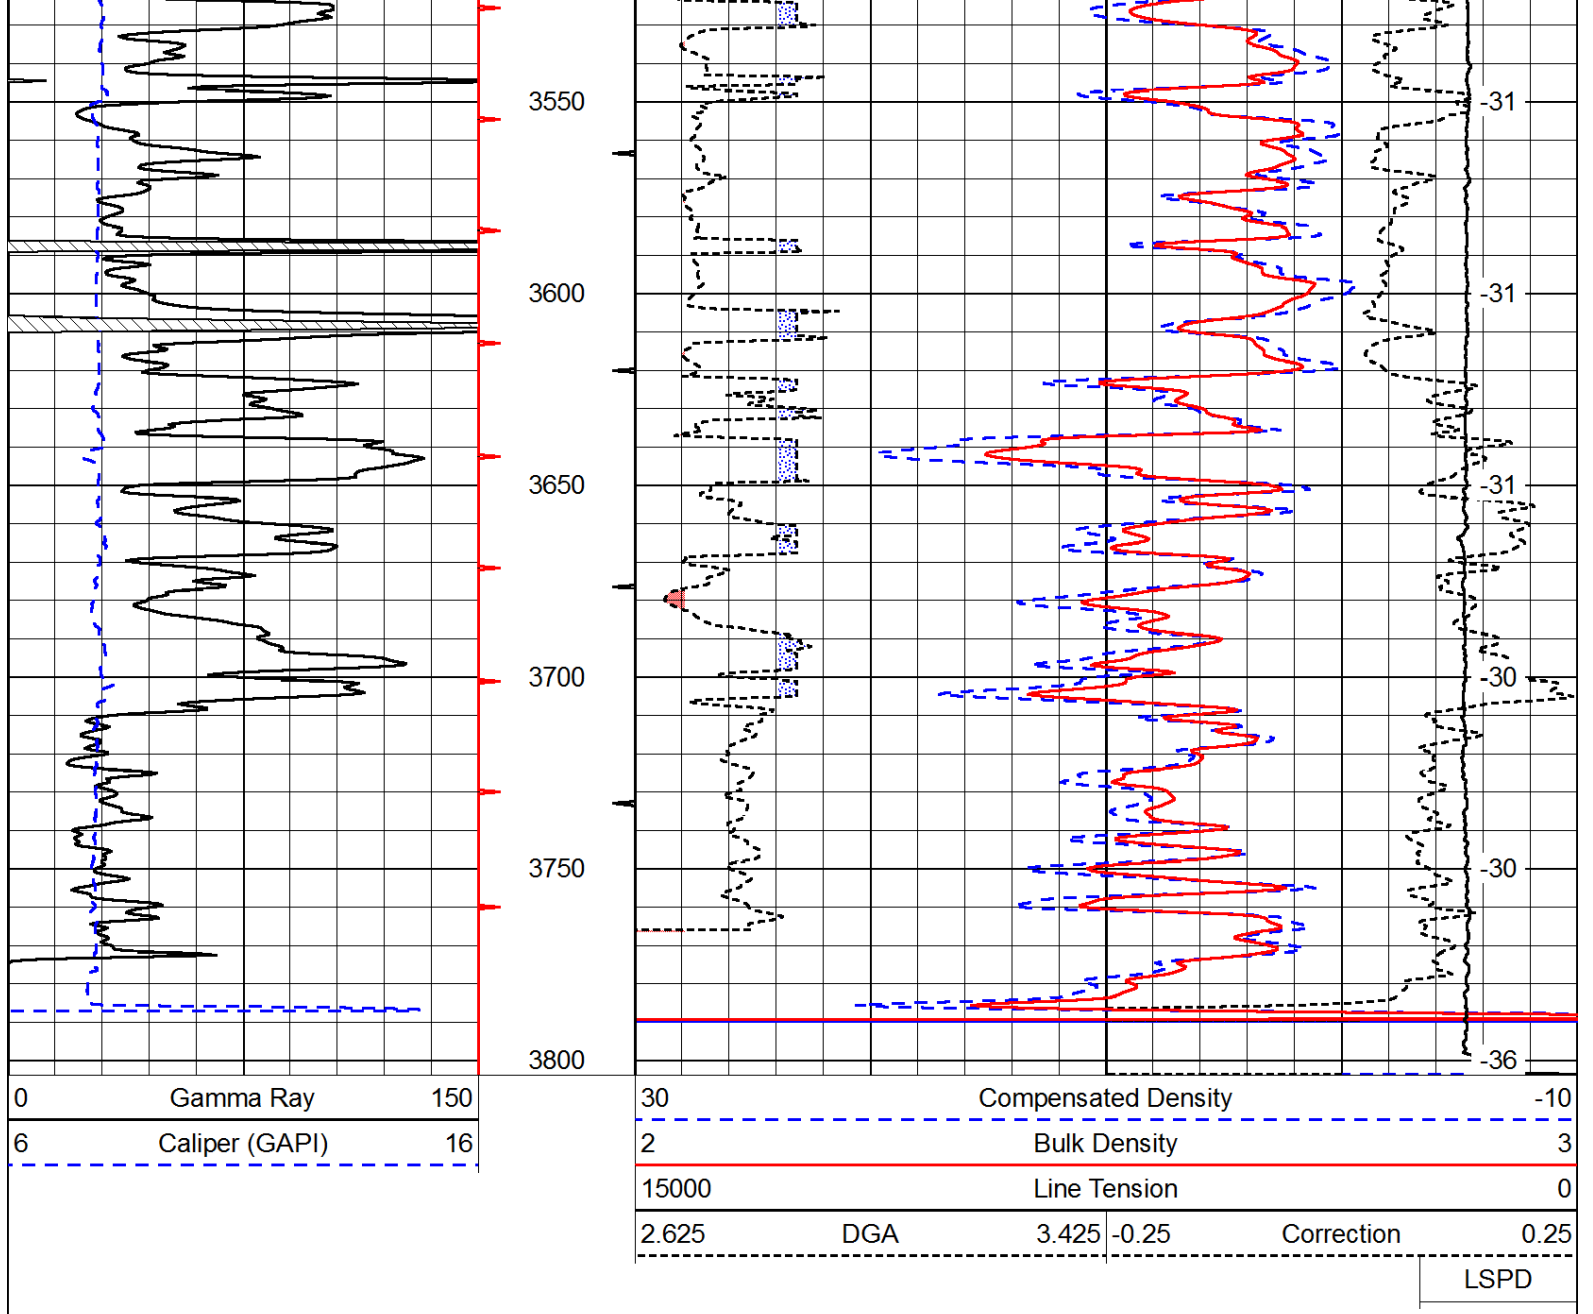 3550 -31
3600 -31
3650 -31
3700 -30
3750 -30
3800 -36
0 Gamma Ray 150
6 Caliper (GAPI) 16
30 Compensated Density -10
2 Bulk Density 3
15000 Line Tension 0
2.625 DGA 3.425 -0.25 Correction 0.25
LSPD